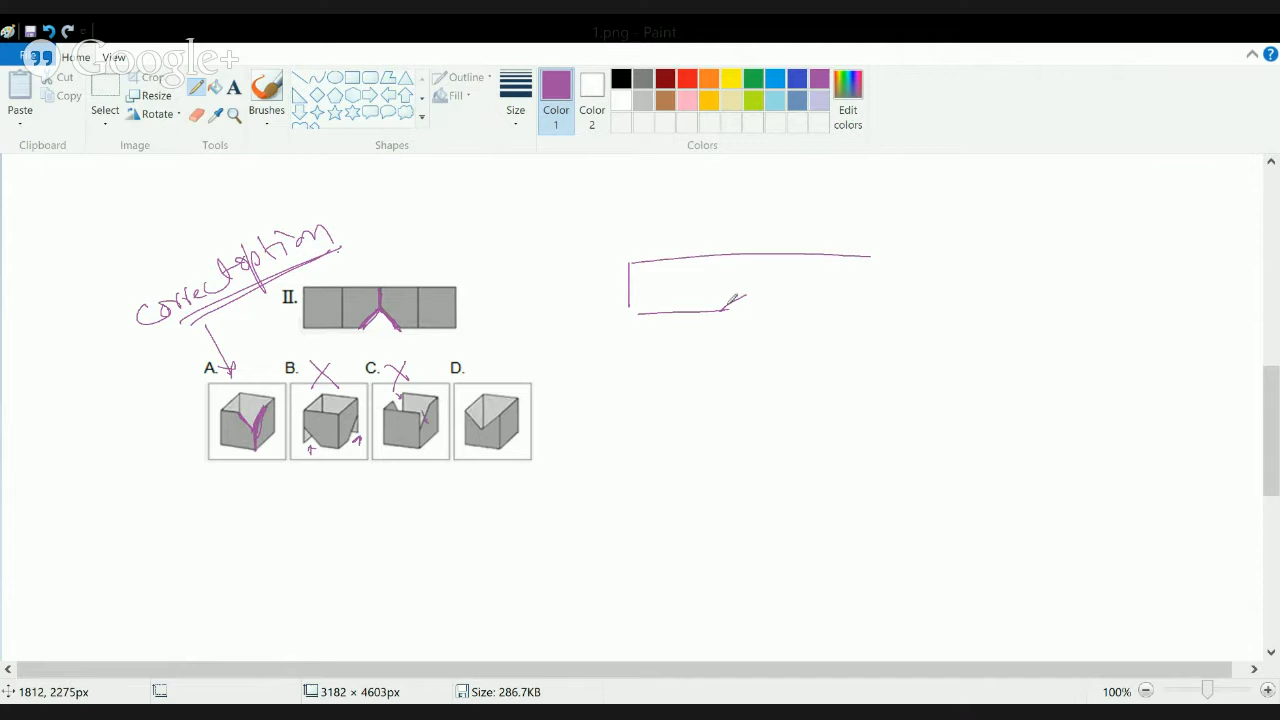 1.png - Paint
File Home View
Google+
Paste
Cut
Copy
Clipboard
Select
Crop
Resize
Rotate
Image
Tools
Brushes
Shapes
Outline
Fill
Size
Color 1
Color 2
Edit colors
Colors
correct option
II.
A. B. X C. X D.
1812, 2275px
3182 × 4603px
Size: 286.7KB
100%